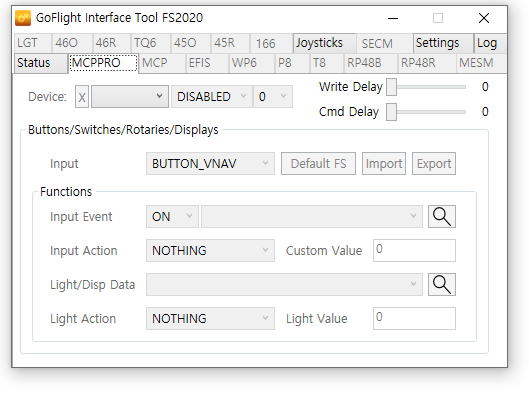 GoFlight Interface Tool FS2020
LGT 46O 46R TQ6 45O 45R 166 Joysticks SECM Settings Log
Status MCPPRO MCP EFIS WP6 P8 T8 RP48B RP48R MESM
Device: X DISABLED 0 Write Delay 0
Cmd Delay 0
Buttons/Switches/Rotaries/Displays
Input BUTTON_VNAV Default FS Import Export
Functions
Input Event ON
Input Action NOTHING Custom Value 0
Light/Disp Data
Light Action NOTHING Light Value 0